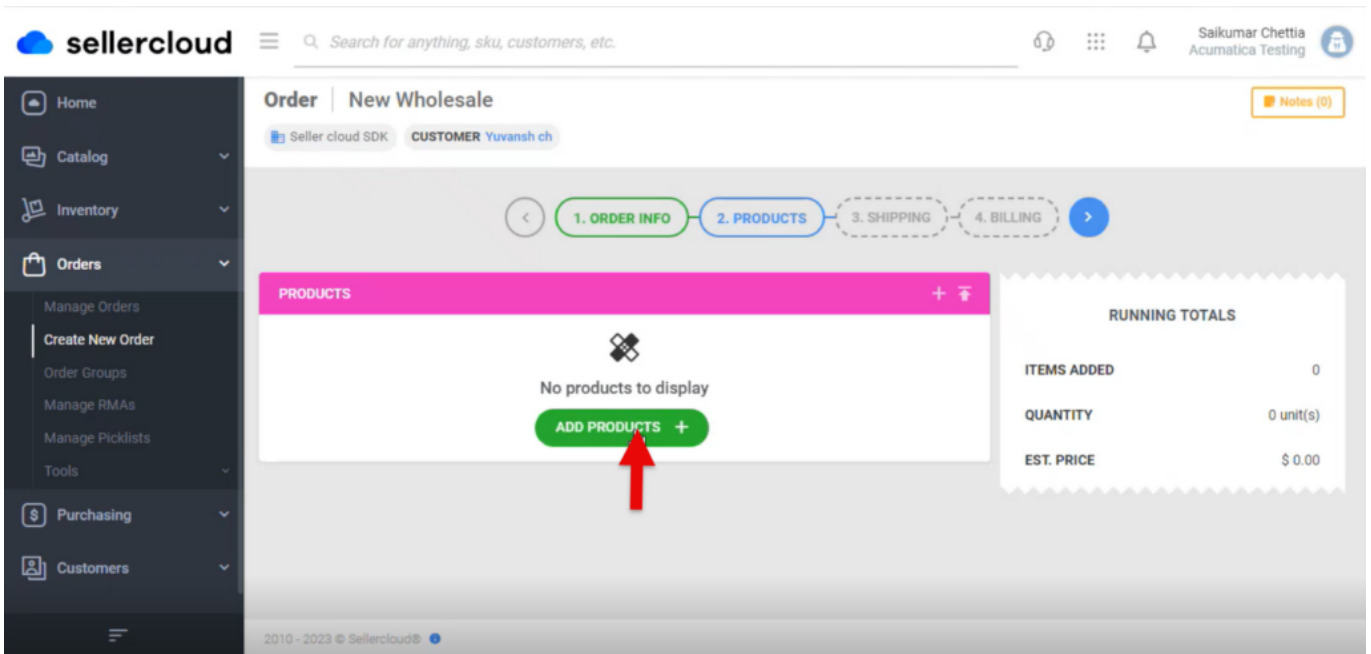 sellercloud
Search for anything, sku, customers, etc.
Saikumar Chettia
Acumatica Testing
Home
Catalog
Inventory
Orders
Manage Orders
Create New Order
Order Groups
Manage RMAs
Manage Picklists
Tools
Purchasing
Customers
Order | New Wholesale
Notes (0)
Seller cloud SDK CUSTOMER Yuvansh ch
1. ORDER INFO 2. PRODUCTS 3. SHIPPING 4. BILLING
PRODUCTS
No products to display
ADD PRODUCTS +
RUNNING TOTALS
ITEMS ADDED 0
QUANTITY 0 unit(s)
EST. PRICE $ 0.00
2010 - 2023 © Sellercloud®